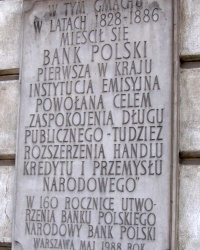 W TYM GMACHU
W LATACH 1828-1886
MIEŚCIŁ SIĘ
BANK POLSKI
PIERWSZA W KRAJU
INSTYTUCJA EMISYJNA
POWOŁANA CELEM
ZASPOKOJENIA DŁUGU
PUBLICZNEGO-TUDZIEŻ
ROZSZERZENIA HANDLU
KREDYTU I PRZEMYSŁU
NARODOWEGO"
W 160 ROCZNICĘ UTWO-
RZENIA BANKU POLSKIEGO
NARODOWY BANK POLSKI
WARSZAWA MAJ 1988 ROK